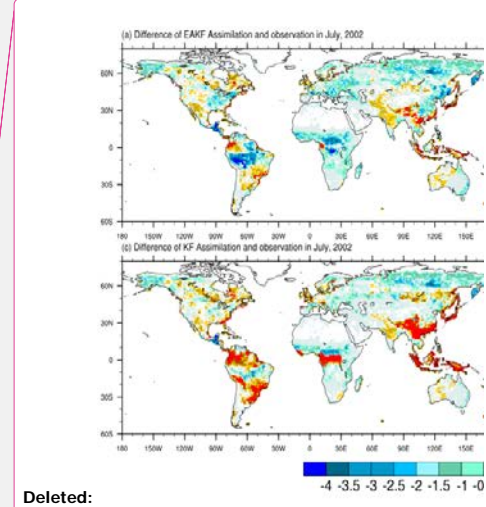 (a) Difference of EAKF Assimilation and observation in July, 2002
60N
30N
0
30S
60S
180 150W 120W 90W 60W 30W 0 30E 60E 90E 120E 150E
(c) Difference of KF Assimilation and observation in July, 2002
60N
30N
0
30S
60S
180 150W 120W 90W 60W 30W 0 30E 60E 90E 120E 150E
-4 -3.5 -3 -2.5 -2 -1.5 -1 -0
Deleted: